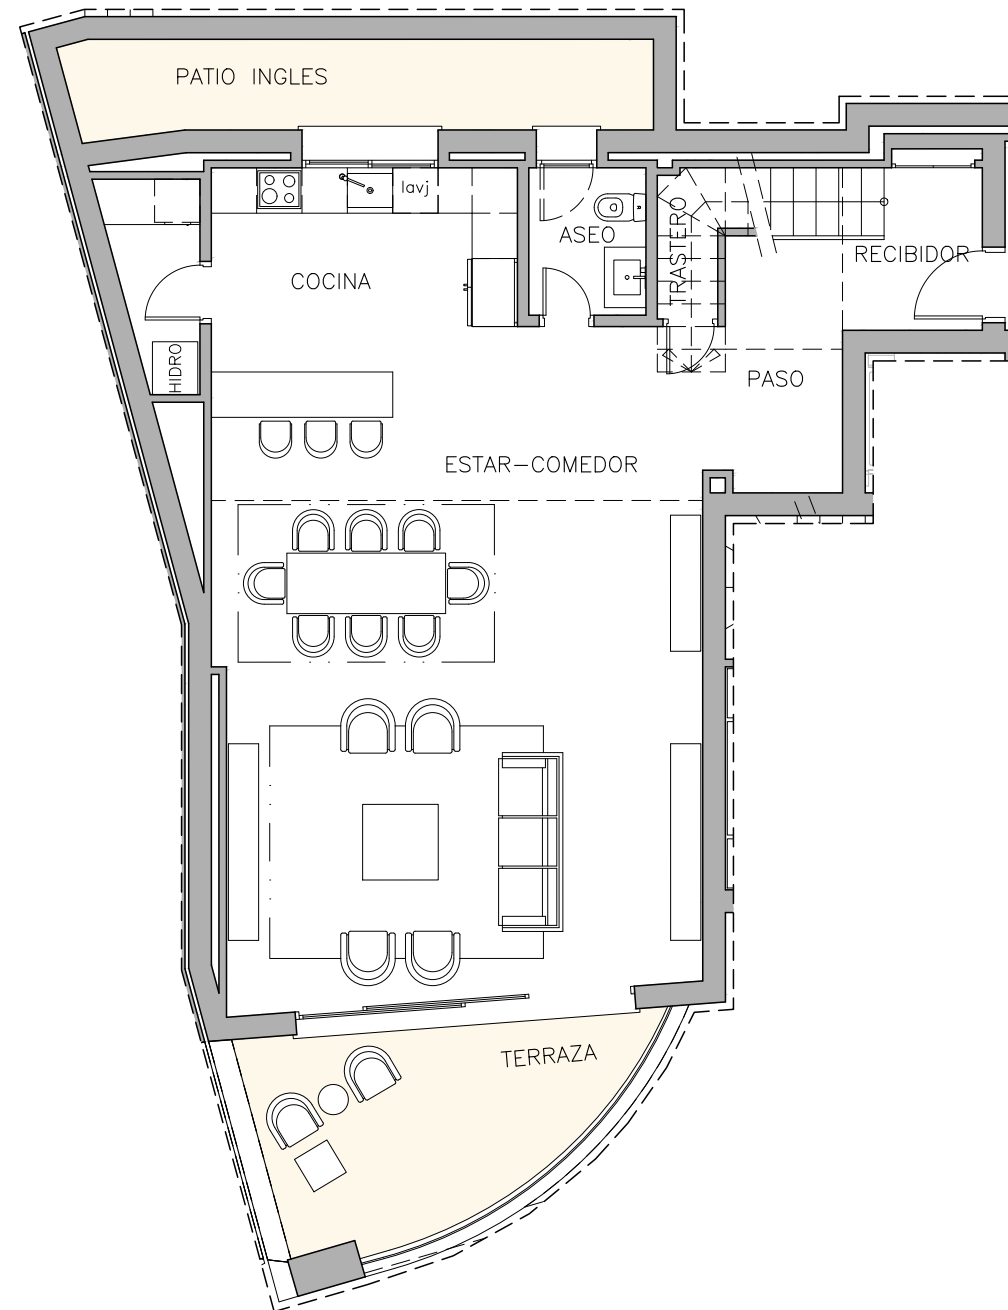 PATIO INGLES
lavj
ASEO
TRASTERO
RECIBIDOR
COCINA
HIDRO
PASO
ESTAR-COMEDOR
TERRAZA